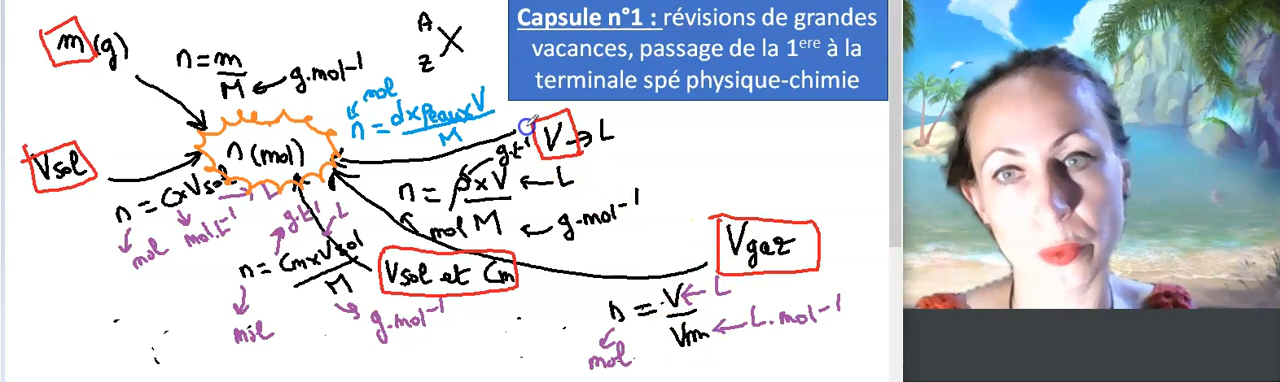 Capsule n°1 : révisions de grandes
vacances, passage de la 1ere à la
terminale spé physique-chimie
A
Z X
m (g)
n = m/M ← g.mol-1
mol
n = d×ρeau×V/M
Vsol
n (mol)
V → L
g.L-1
n = ρ×V/M ← L
mol
← g.mol-1
n = C×Vsol
L
mol
mol.L-1
g.L-1
L
n = Cm×Vsol/M
mol
g.mol-1
Vsol et Cm
Vgaz
n = V/Vm
← L
← L.mol-1
mol